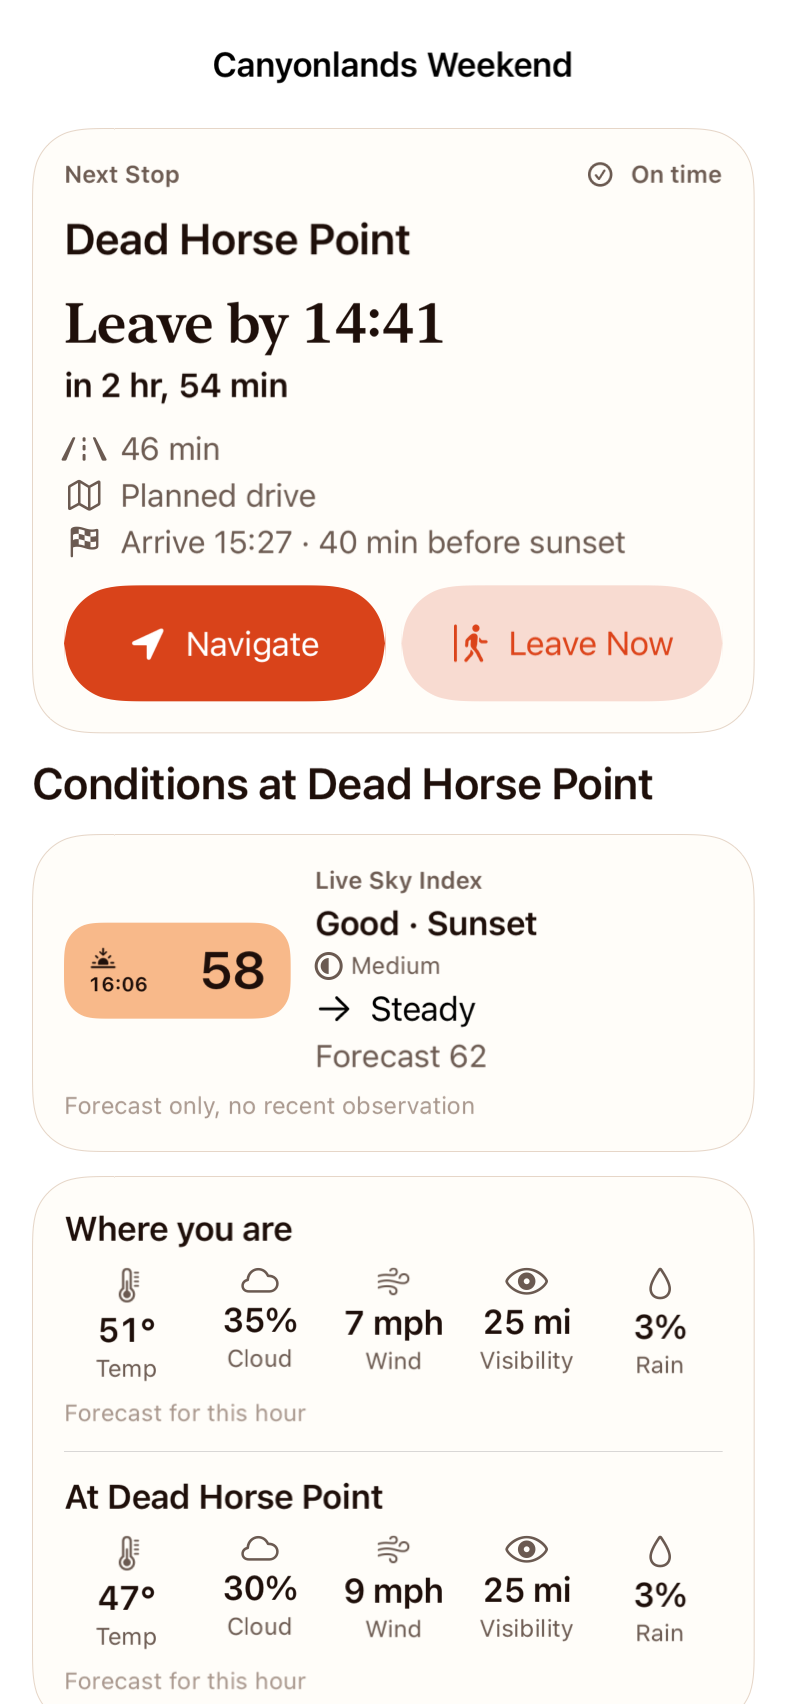 Canyonlands Weekend
Next Stop
On time
Dead Horse Point
Leave by 14:41
in 2 hr, 54 min
46 min
Planned drive
Arrive 15:27 · 40 min before sunset
Navigate
Leave Now
Conditions at Dead Horse Point
Live Sky Index
Good · Sunset
Medium
Steady
Forecast 62
16:06
58
Forecast only, no recent observation
Where you are
51° 35% 7 mph 25 mi 3%
Temp Cloud Wind Visibility Rain
Forecast for this hour
At Dead Horse Point
47° 30% 9 mph 25 mi 3%
Temp Cloud Wind Visibility Rain
Forecast for this hour